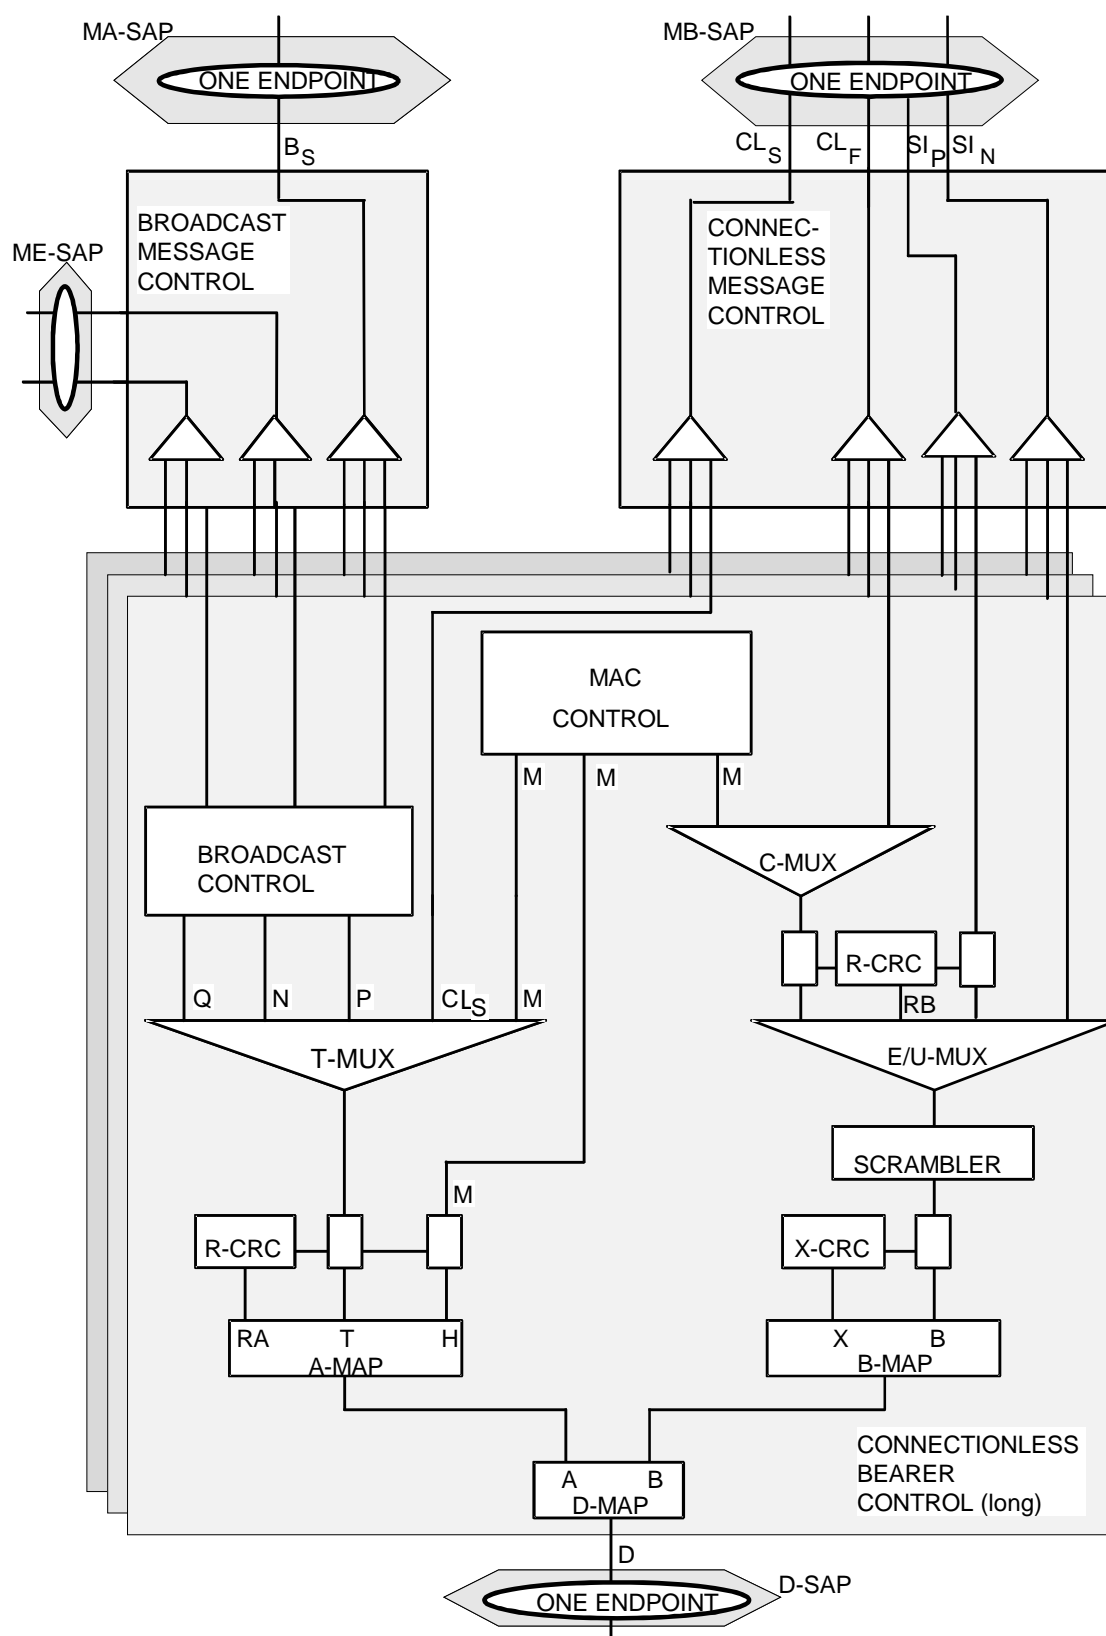 MA-SAP
MB-SAP
ONE ENDPOINT
ONE ENDPOINT
BS
CLS
CLF
SIP
SIN
ME-SAP
BROADCAST
MESSAGE
CONTROL
CONNEC-
TIONLESS
MESSAGE
CONTROL
MAC
CONTROL
M
M
M
BROADCAST
CONTROL
C-MUX
R-CRC
RB
Q
N
P
CLS
M
T-MUX
E/U-MUX
SCRAMBLER
M
R-CRC
X-CRC
RA
T
H
A-MAP
X
B
B-MAP
CONNECTIONLESS
BEARER
CONTROL (long)
A
B
D-MAP
D
D-SAP
ONE ENDPOINT